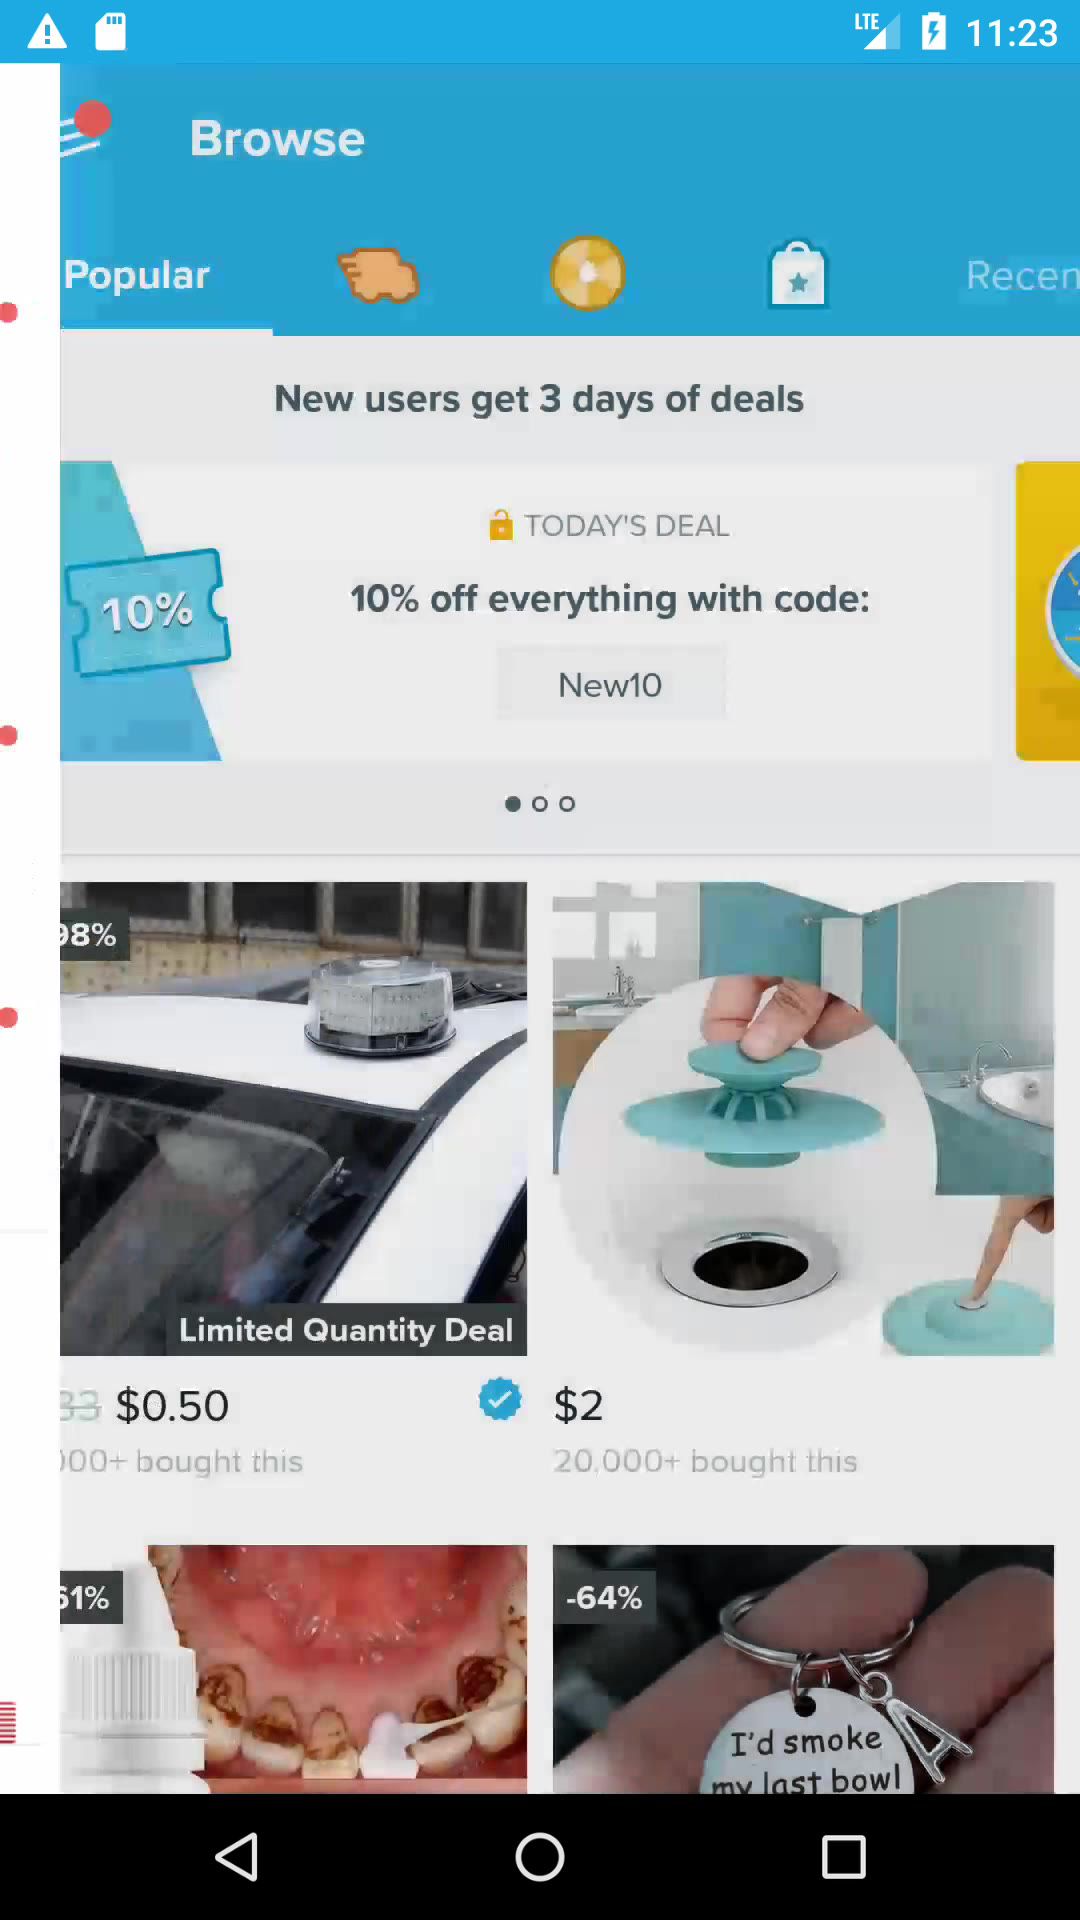 LTE 11:23
Browse
Popular
Recen
New users get 3 days of deals
TODAY'S DEAL
10%
10% off everything with code:
New10
98%
Limited Quantity Deal
33 $0.50
$2
000+ bought this
20,000+ bought this
61%
-64%
I'd smoke
my last bowl
A